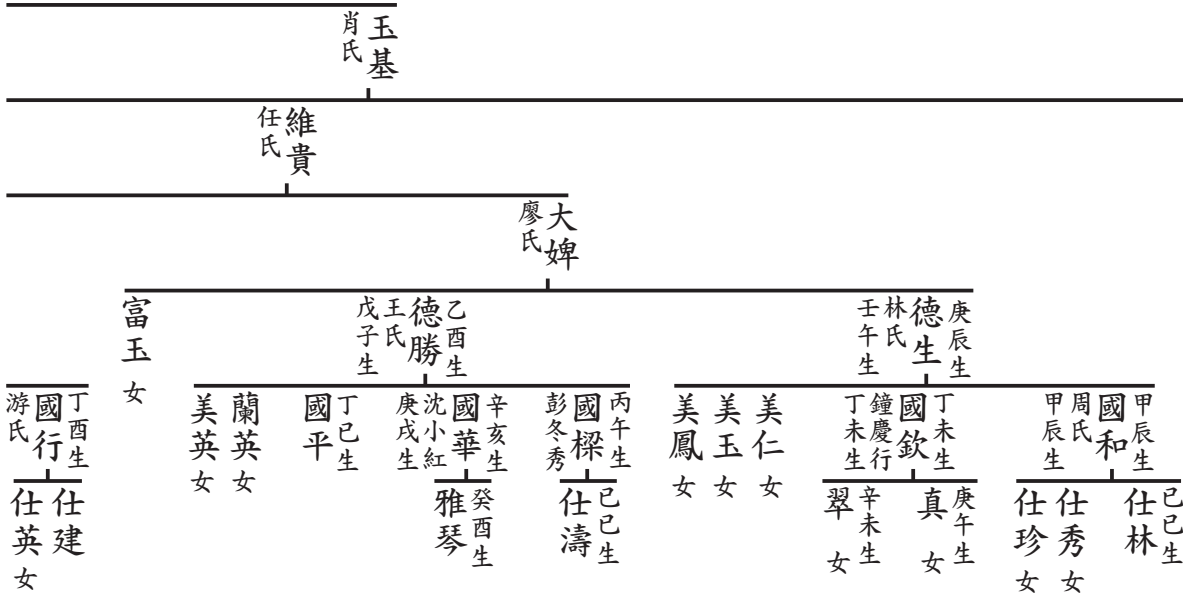 玉基
肖氏
維貴
任氏
大婢
廖氏
庚辰生
德生
林氏
壬午生
乙酉生
德勝
王氏
戊子生
富玉 女
甲辰生
國和
周氏
甲辰生
丁未生
國欽
鐘慶行
丁未生
美仁 女
美玉 女
美鳳 女
丙午生
國樑
彭冬秀
辛亥生
國華
沈小紅
庚戌生
丁巳生
國平
蘭英 女
美英 女
丁酉生
國行
游氏
己巳生
仕林
仕秀 女
仕珍 女
庚午生
真 女
辛未生
翠 女
己巳生
仕濤
癸酉生
雅琴
仕建
仕英 女